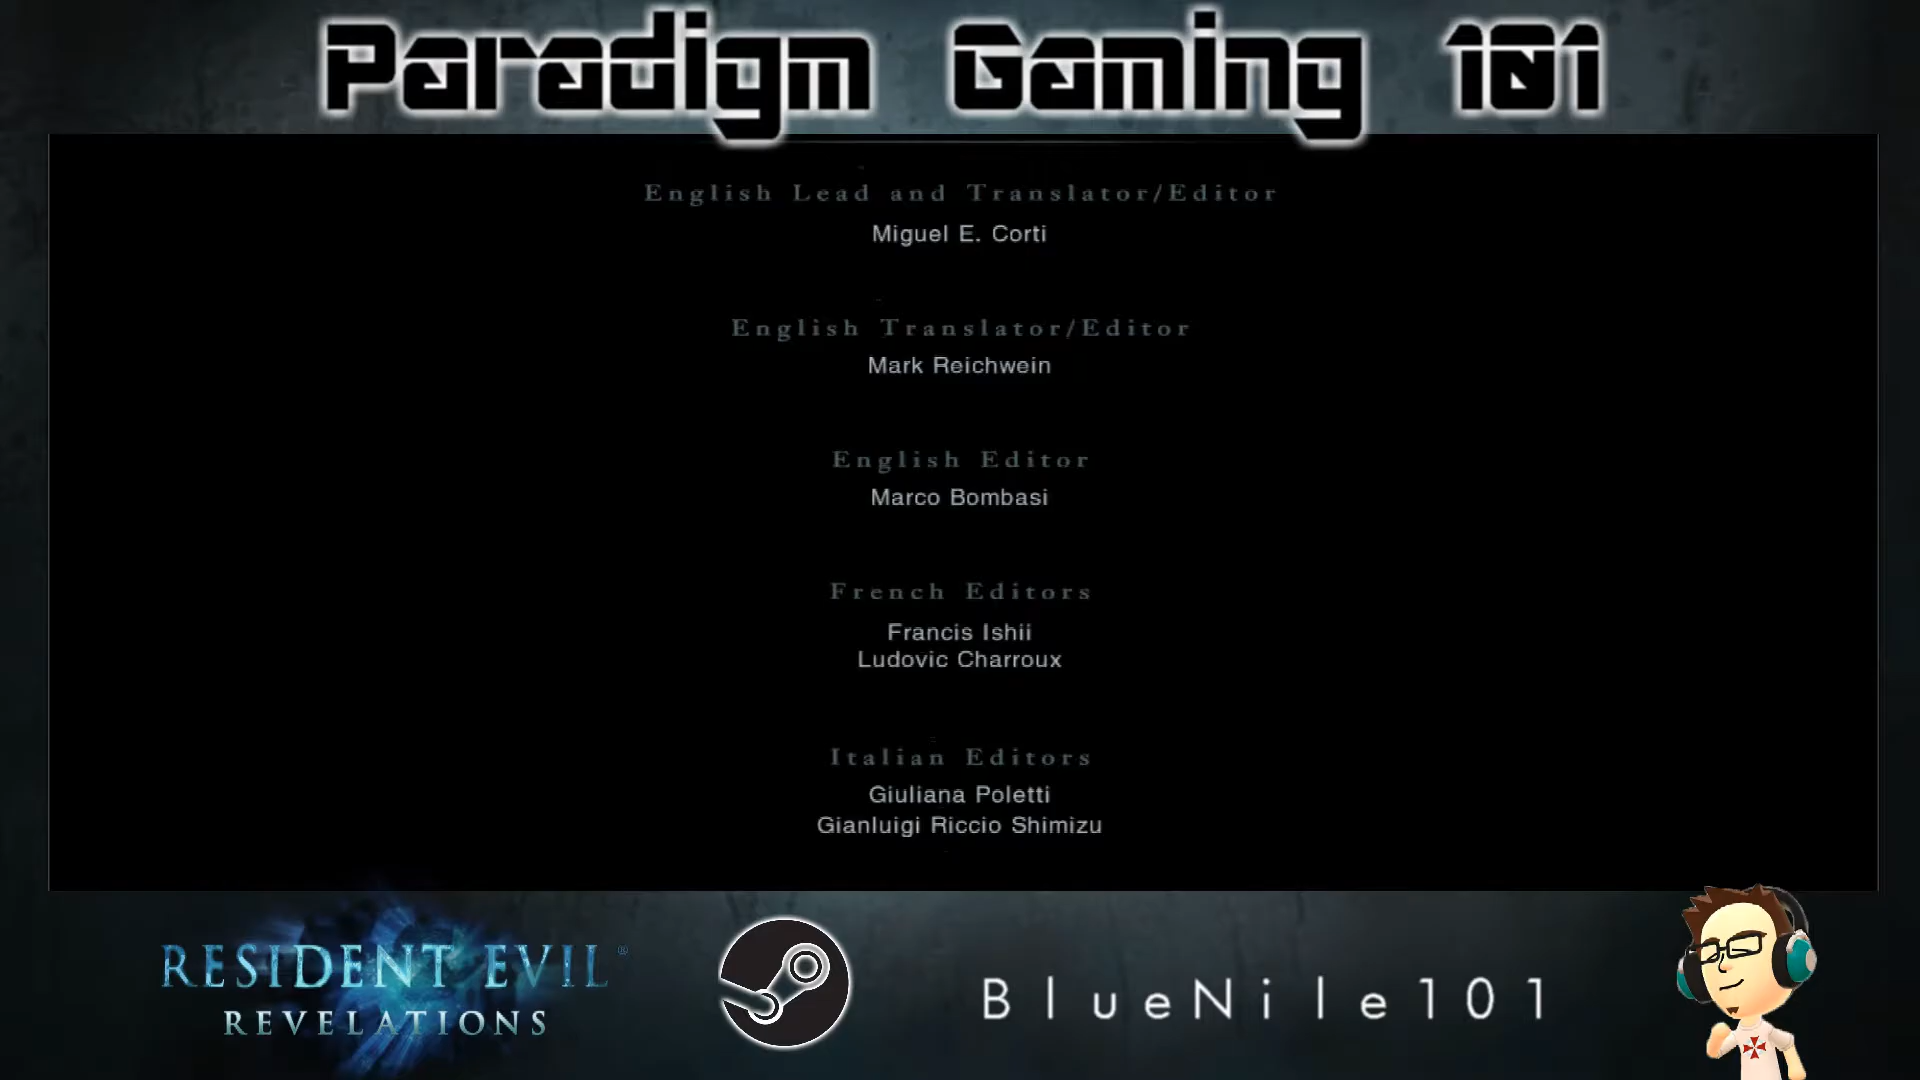 Paradigm Gaming 101
English Lead and Translator/Editor
Miguel E. Corti
English Translator/Editor
Mark Reichwein
English Editor
Marco Bombasi
French Editors
Francis Ishii
Ludovic Charroux
Italian Editors
Giuliana Poletti
Gianluigi Riccio Shimizu
RESIDENT EVIL®
REVELATIONS
BlueNile101